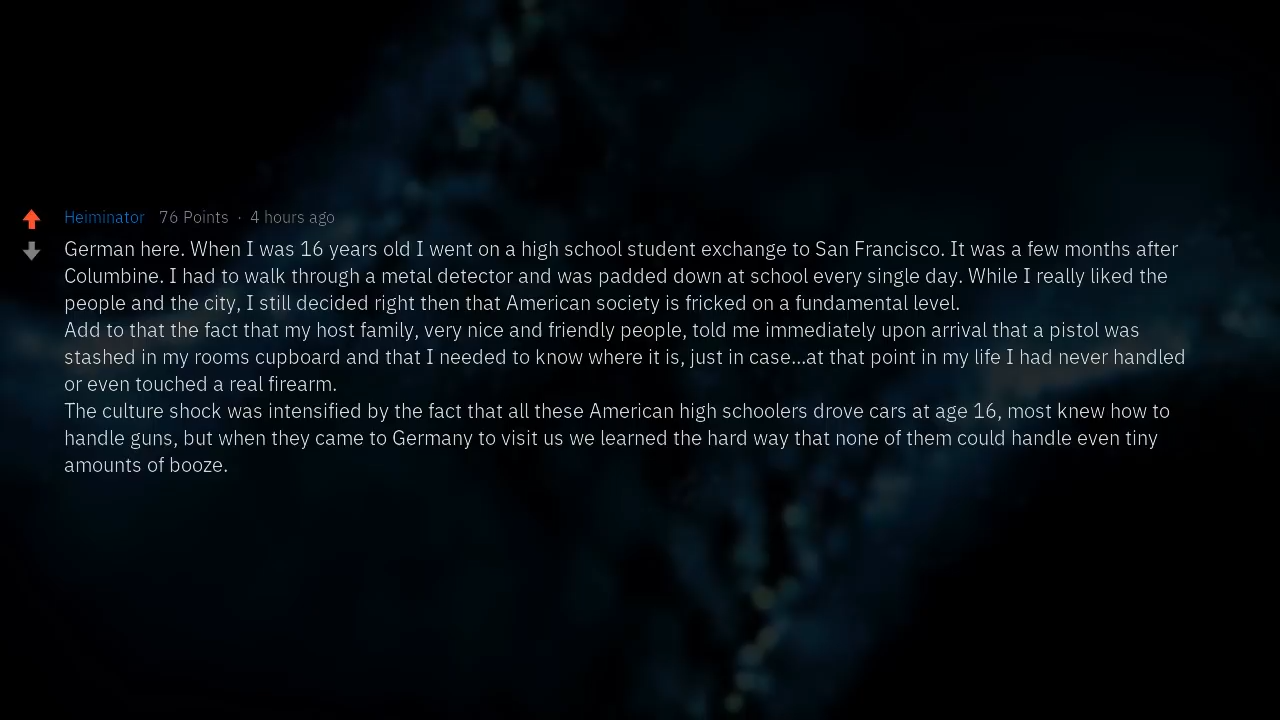 Heiminator 76 Points · 4 hours ago
German here. When I was 16 years old I went on a high school student exchange to San Francisco. It was a few months after
Columbine. I had to walk through a metal detector and was padded down at school every single day. While I really liked the
people and the city, I still decided right then that American society is fricked on a fundamental level.
Add to that the fact that my host family, very nice and friendly people, told me immediately upon arrival that a pistol was
stashed in my rooms cupboard and that I needed to know where it is, just in case...at that point in my life I had never handled
or even touched a real firearm.
The culture shock was intensified by the fact that all these American high schoolers drove cars at age 16, most knew how to
handle guns, but when they came to Germany to visit us we learned the hard way that none of them could handle even tiny
amounts of booze.